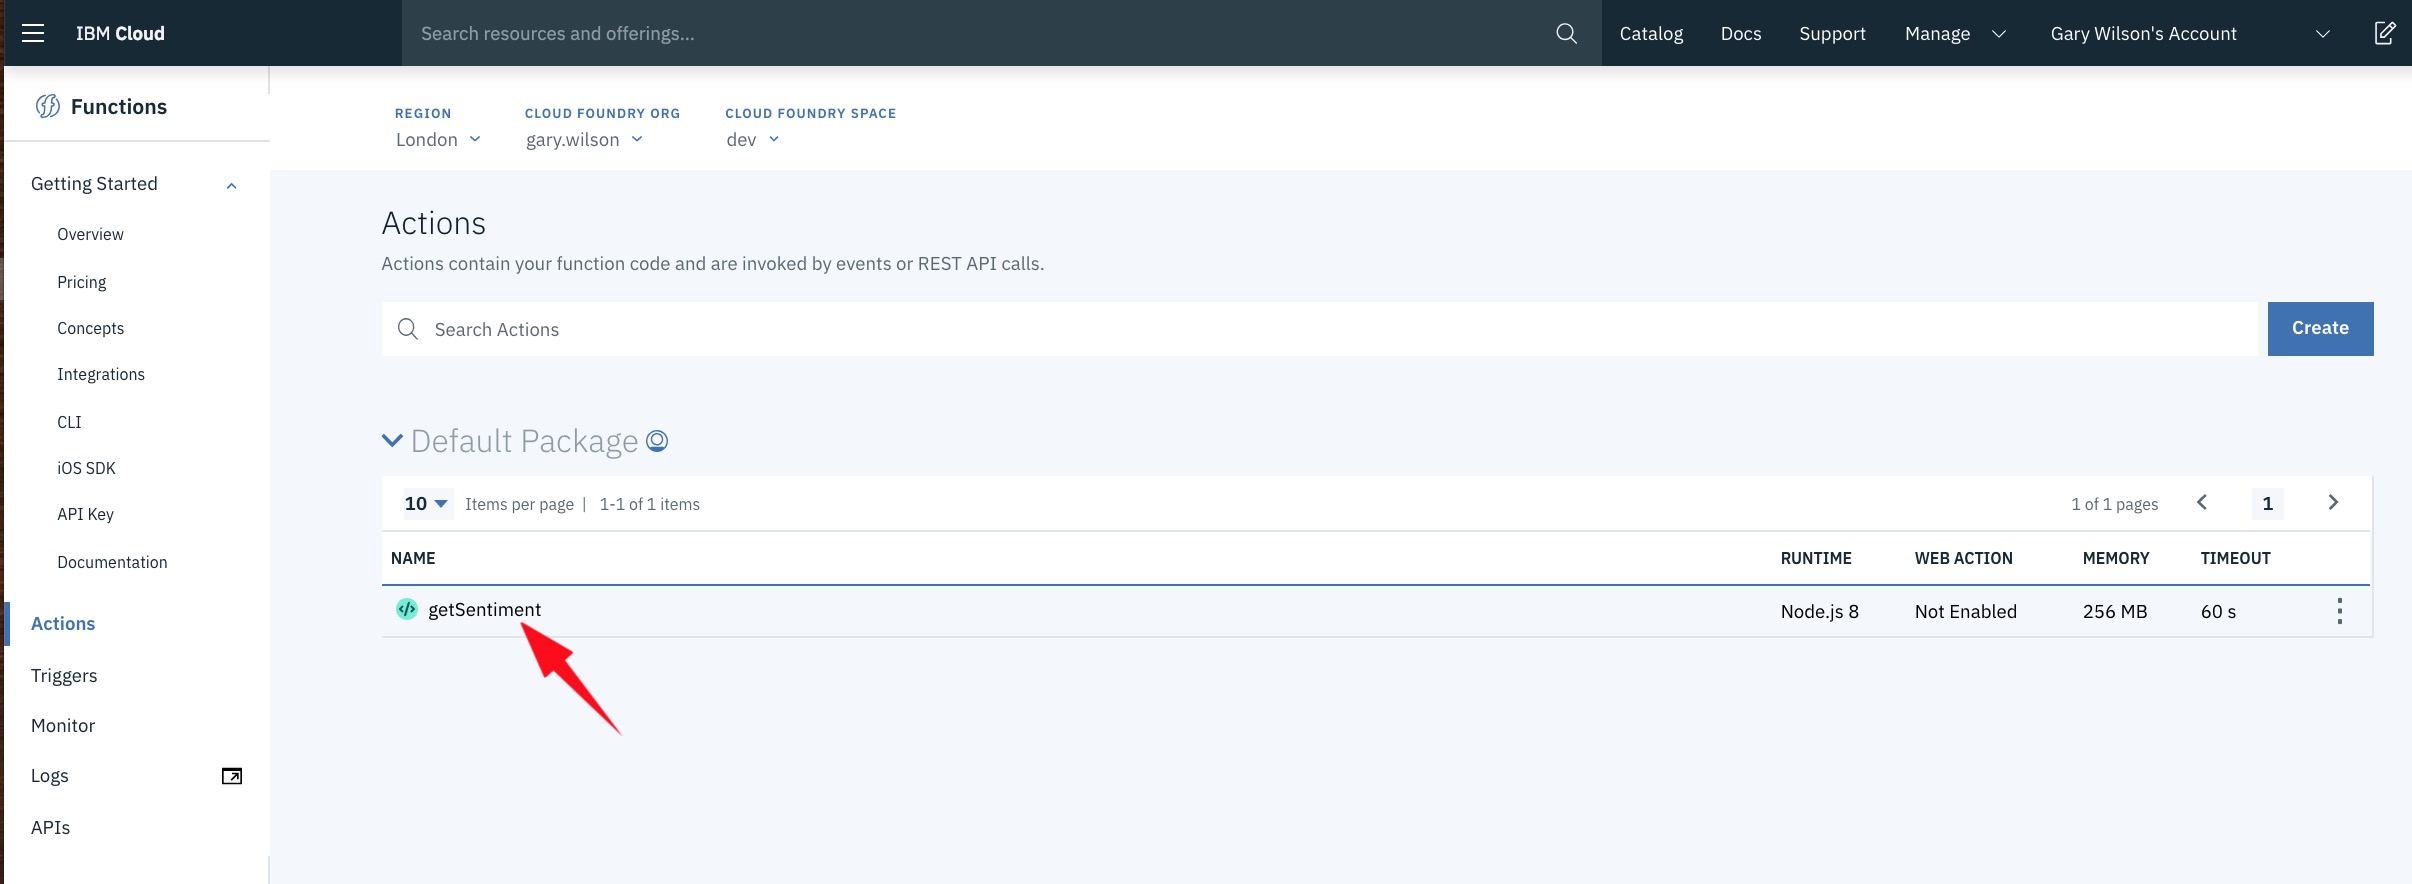 IBM Cloud
Search resources and offerings...
Catalog
Docs
Support
Manage
Gary Wilson's Account
Functions
Getting Started
Overview
Pricing
Concepts
Integrations
CLI
iOS SDK
API Key
Documentation
Actions
Triggers
Monitor
Logs
APIs
REGION
London
CLOUD FOUNDRY ORG
gary.wilson
CLOUD FOUNDRY SPACE
dev
Actions
Actions contain your function code and are invoked by events or REST API calls.
Search Actions
Create
Default Package
10 Items per page | 1-1 of 1 items
1 of 1 pages 1
NAME RUNTIME WEB ACTION MEMORY TIMEOUT
getSentiment Node.js 8 Not Enabled 256 MB 60 s